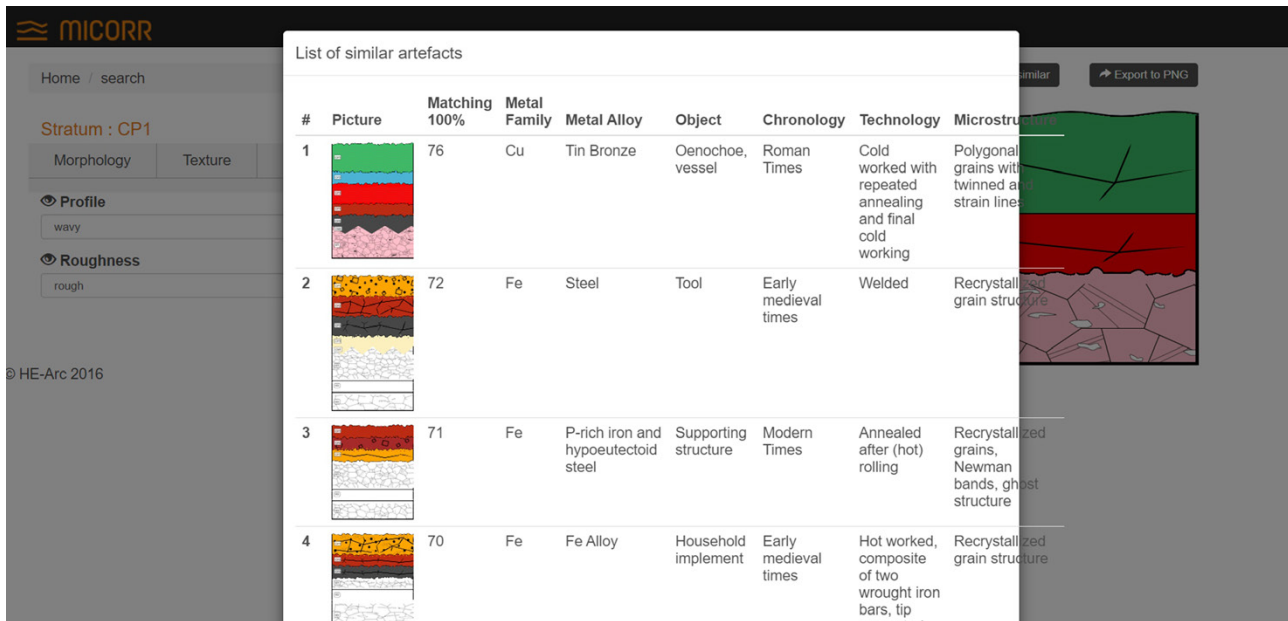 MICORR
List of similar artefacts
Home / search
imilar
Export to PNG
Stratum : CP1
Morphology Texture
Profile
wavy
Roughness
rough
© HE-Arc 2016
# Picture Matching 100% Metal Family Metal Alloy Object Chronology Technology Microstructure
1 76 Cu Tin Bronze Oenochoe, vessel Roman Times Cold worked with repeated annealing and final cold working Polygonal grains with twinned and strain lines
2 72 Fe Steel Tool Early medieval times Welded Recrystallized grain structure
3 71 Fe P-rich iron and hypoeutectoid steel Supporting structure Modern Times Annealed after (hot) rolling Recrystallized grains, Newman bands, ghost structure
4 70 Fe Fe Alloy Household implement Early medieval times Hot worked, composite of two wrought iron bars, tip Recrystallized grain structure